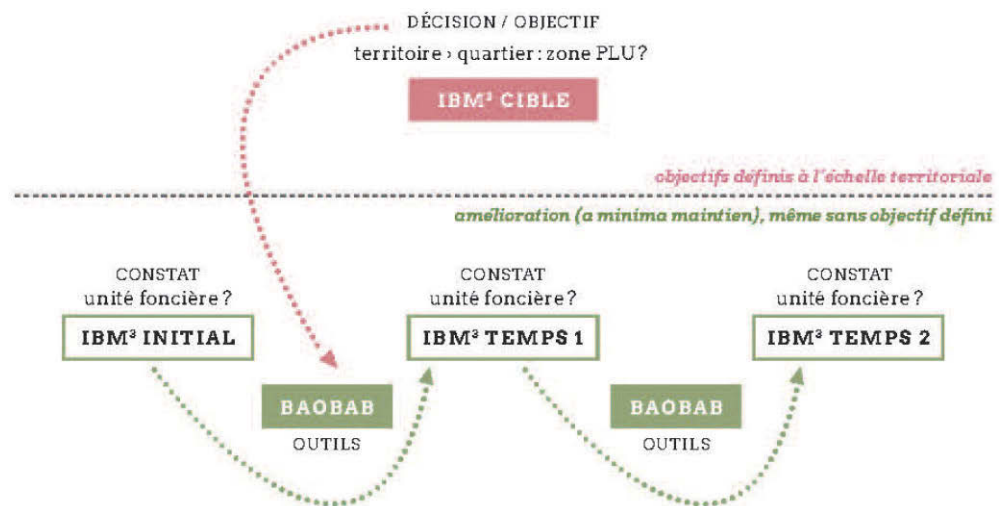 DÉCISION / OBJECTIF
territoire › quartier : zone PLU ?
IBM³ CIBLE
objectifs définis à l'échelle territoriale
amélioration (a minima maintien), même sans objectif défini
CONSTAT
unité foncière ?
IBM³ INITIAL
CONSTAT
unité foncière ?
IBM³ TEMPS 1
CONSTAT
unité foncière ?
IBM³ TEMPS 2
BAOBAB
OUTILS
BAOBAB
OUTILS